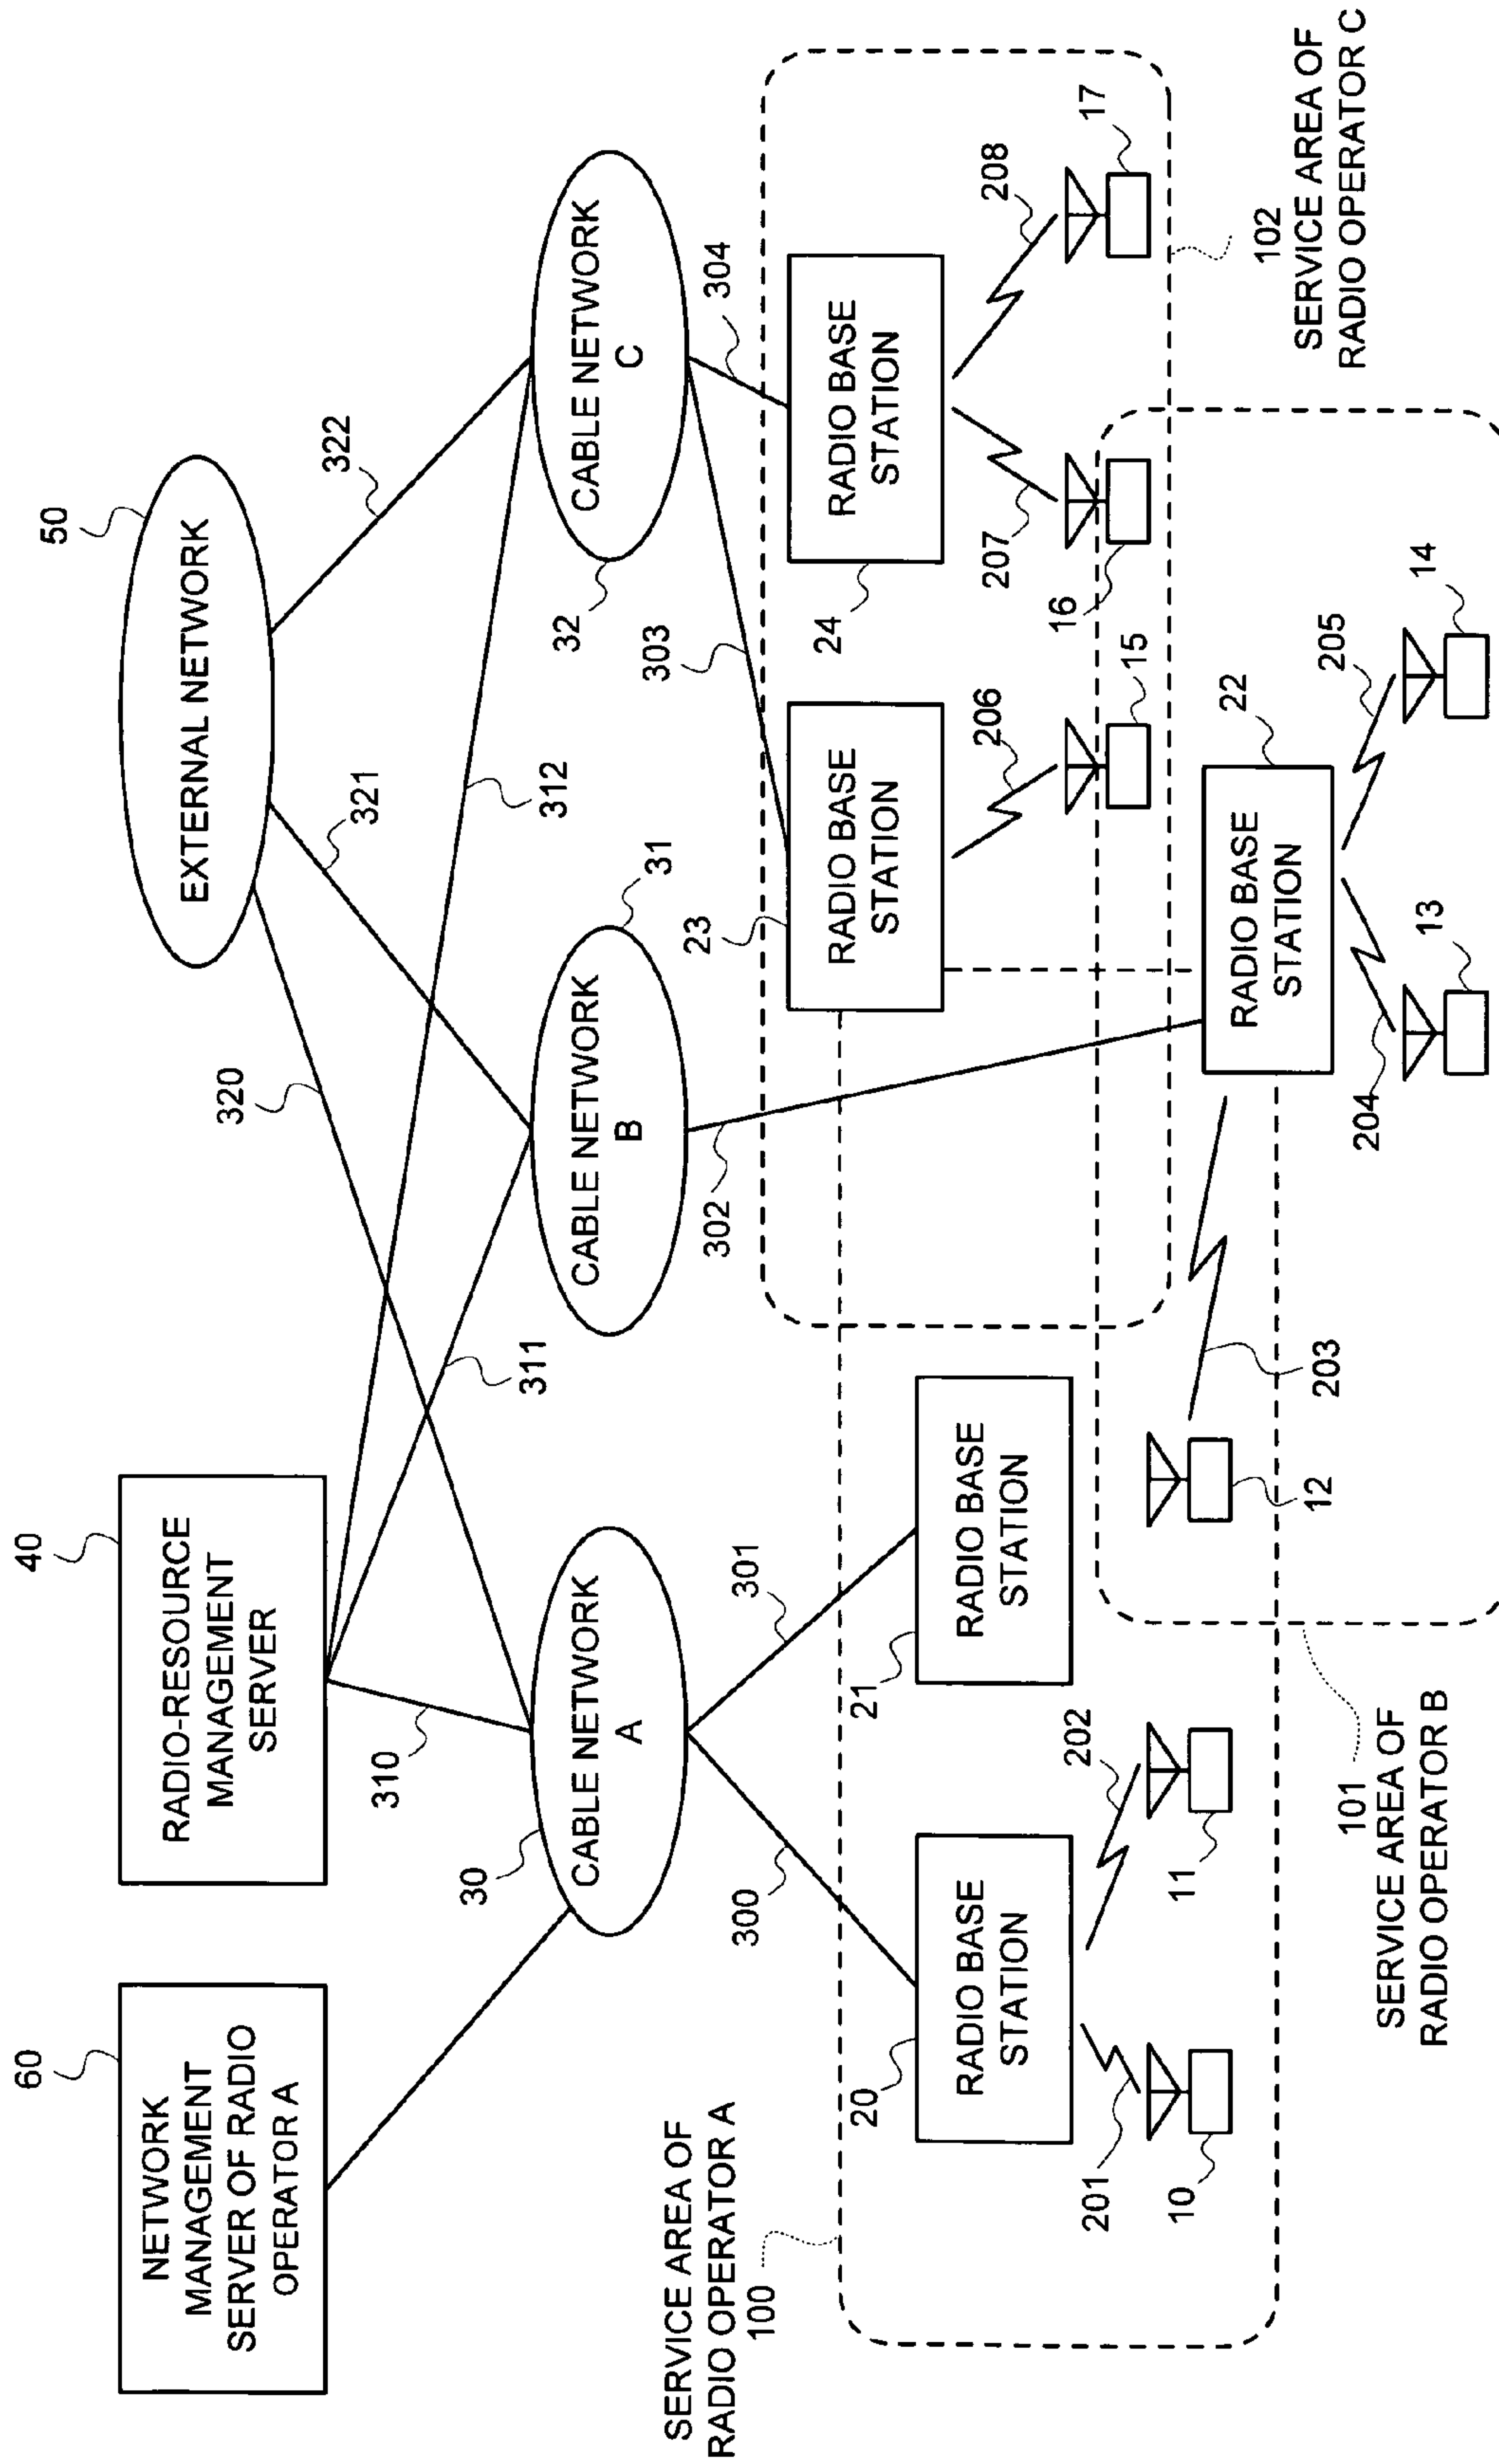 60
NETWORK
MANAGEMENT
SERVER OF RADIO
OPERATOR A
40
RADIO-RESOURCE
MANAGEMENT
SERVER
50
EXTERNAL NETWORK
310
311
312
320
321
322
30
CABLE NETWORK
A
31
CABLE NETWORK
B
32
CABLE NETWORK
C
300
301
302
303
304
SERVICE AREA OF
RADIO OPERATOR A
100
20
RADIO BASE
STATION
21
RADIO BASE
STATION
23
RADIO BASE
STATION
24
RADIO BASE
STATION
201
202
206
207
208
10
11
12
15
16
17
203
22
RADIO BASE
STATION
204
205
13
14
101
SERVICE AREA OF
RADIO OPERATOR B
102
SERVICE AREA OF
RADIO OPERATOR C